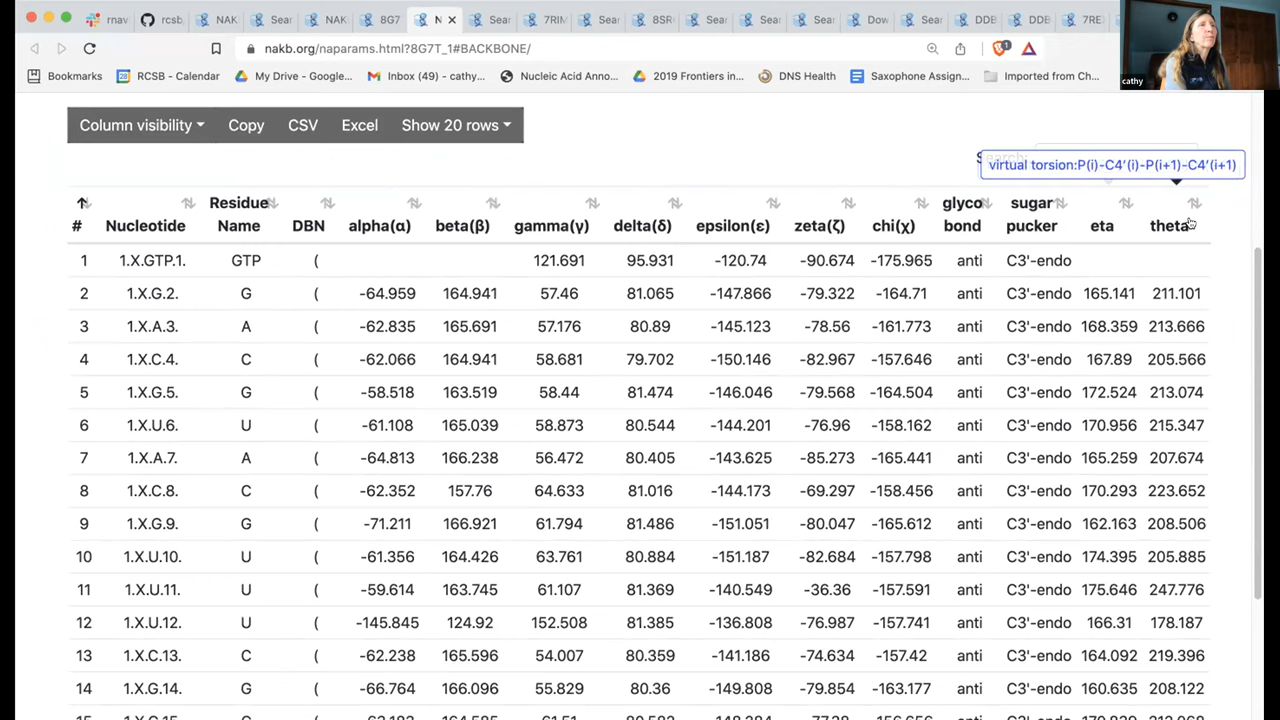 rnav rcsb NAK Sear NAK 8G7 N Sear 7RIM Sear 8SR Sear Sear Sear Dow Sear DDB DDB 7RE
nakb.org/naparams.html?8G7T_1#BACKBONE/ 1
Bookmarks RCSB - Calendar My Drive - Google... Inbox (49) - cathy... Nucleic Acid Anno... 2019 Frontiers in... DNS Health Saxophone Assign... Imported from Ch...
cathy
Column visibility Copy CSV Excel Show 20 rows
Search:
virtual torsion:P(i)-C4′(i)-P(i+1)-C4′(i+1)
# Nucleotide Residue Name DBN alpha(α) beta(β) gamma(γ) delta(δ) epsilon(ε) zeta(ζ) chi(χ) glyco bond sugar pucker eta theta
1 1.X.GTP.1. GTP ( 121.691 95.931 -120.74 -90.674 -175.965 anti C3'-endo
2 1.X.G.2. G ( -64.959 164.941 57.46 81.065 -147.866 -79.322 -164.71 anti C3'-endo 165.141 211.101
3 1.X.A.3. A ( -62.835 165.691 57.176 80.89 -145.123 -78.56 -161.773 anti C3'-endo 168.359 213.666
4 1.X.C.4. C ( -62.066 164.941 58.681 79.702 -150.146 -82.967 -157.646 anti C3'-endo 167.89 205.566
5 1.X.G.5. G ( -58.518 163.519 58.44 81.474 -146.046 -79.568 -164.504 anti C3'-endo 172.524 213.074
6 1.X.U.6. U ( -61.108 165.039 58.873 80.544 -144.201 -76.96 -158.162 anti C3'-endo 170.956 215.347
7 1.X.A.7. A ( -64.813 166.238 56.472 80.405 -143.625 -85.273 -165.441 anti C3'-endo 165.259 207.674
8 1.X.C.8. C ( -62.352 157.76 64.633 81.016 -144.173 -69.297 -158.456 anti C3'-endo 170.293 223.652
9 1.X.G.9. G ( -71.211 166.921 61.794 81.486 -151.051 -80.047 -165.612 anti C3'-endo 162.163 208.506
10 1.X.U.10. U ( -61.356 164.426 63.761 80.884 -151.187 -82.684 -157.798 anti C3'-endo 174.395 205.885
11 1.X.U.11. U ( -59.614 163.745 61.107 81.369 -140.549 -36.36 -157.591 anti C3'-endo 175.646 247.776
12 1.X.U.12. U ( -145.845 124.92 152.508 81.385 -136.808 -76.987 -157.741 anti C3'-endo 166.31 178.187
13 1.X.C.13. C ( -62.238 165.596 54.007 80.359 -141.186 -74.634 -157.42 anti C3'-endo 164.092 219.396
14 1.X.G.14. G ( -66.764 166.096 55.829 80.36 -149.808 -79.854 -163.177 anti C3'-endo 160.635 208.122